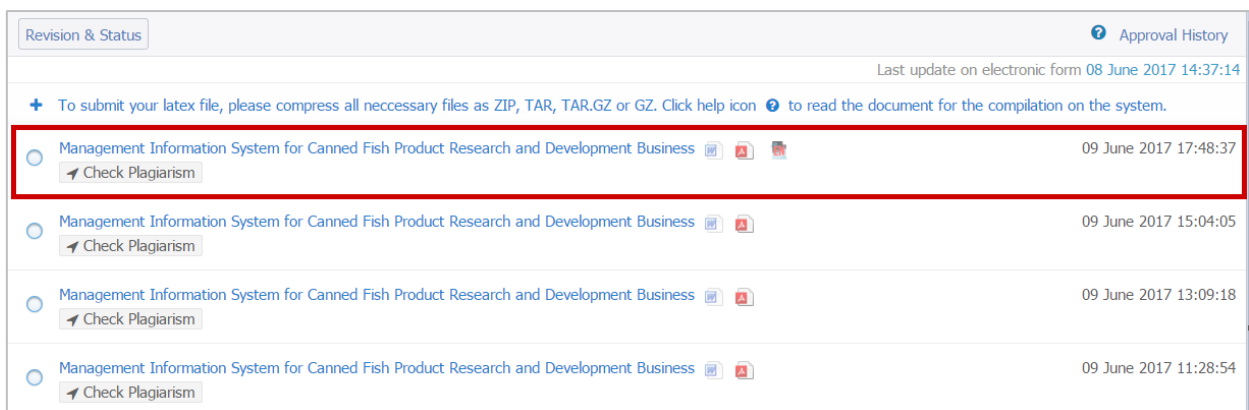 Revision & Status
Approval History
Last update on electronic form 08 June 2017 14:37:14
To submit your latex file, please compress all neccessary files as ZIP, TAR, TAR.GZ or GZ. Click help icon to read the document for the compilation on the system.
Management Information System for Canned Fish Product Research and Development Business 09 June 2017 17:48:37
Check Plagiarism
Management Information System for Canned Fish Product Research and Development Business 09 June 2017 15:04:05
Check Plagiarism
Management Information System for Canned Fish Product Research and Development Business 09 June 2017 13:09:18
Check Plagiarism
Management Information System for Canned Fish Product Research and Development Business 09 June 2017 11:28:54
Check Plagiarism